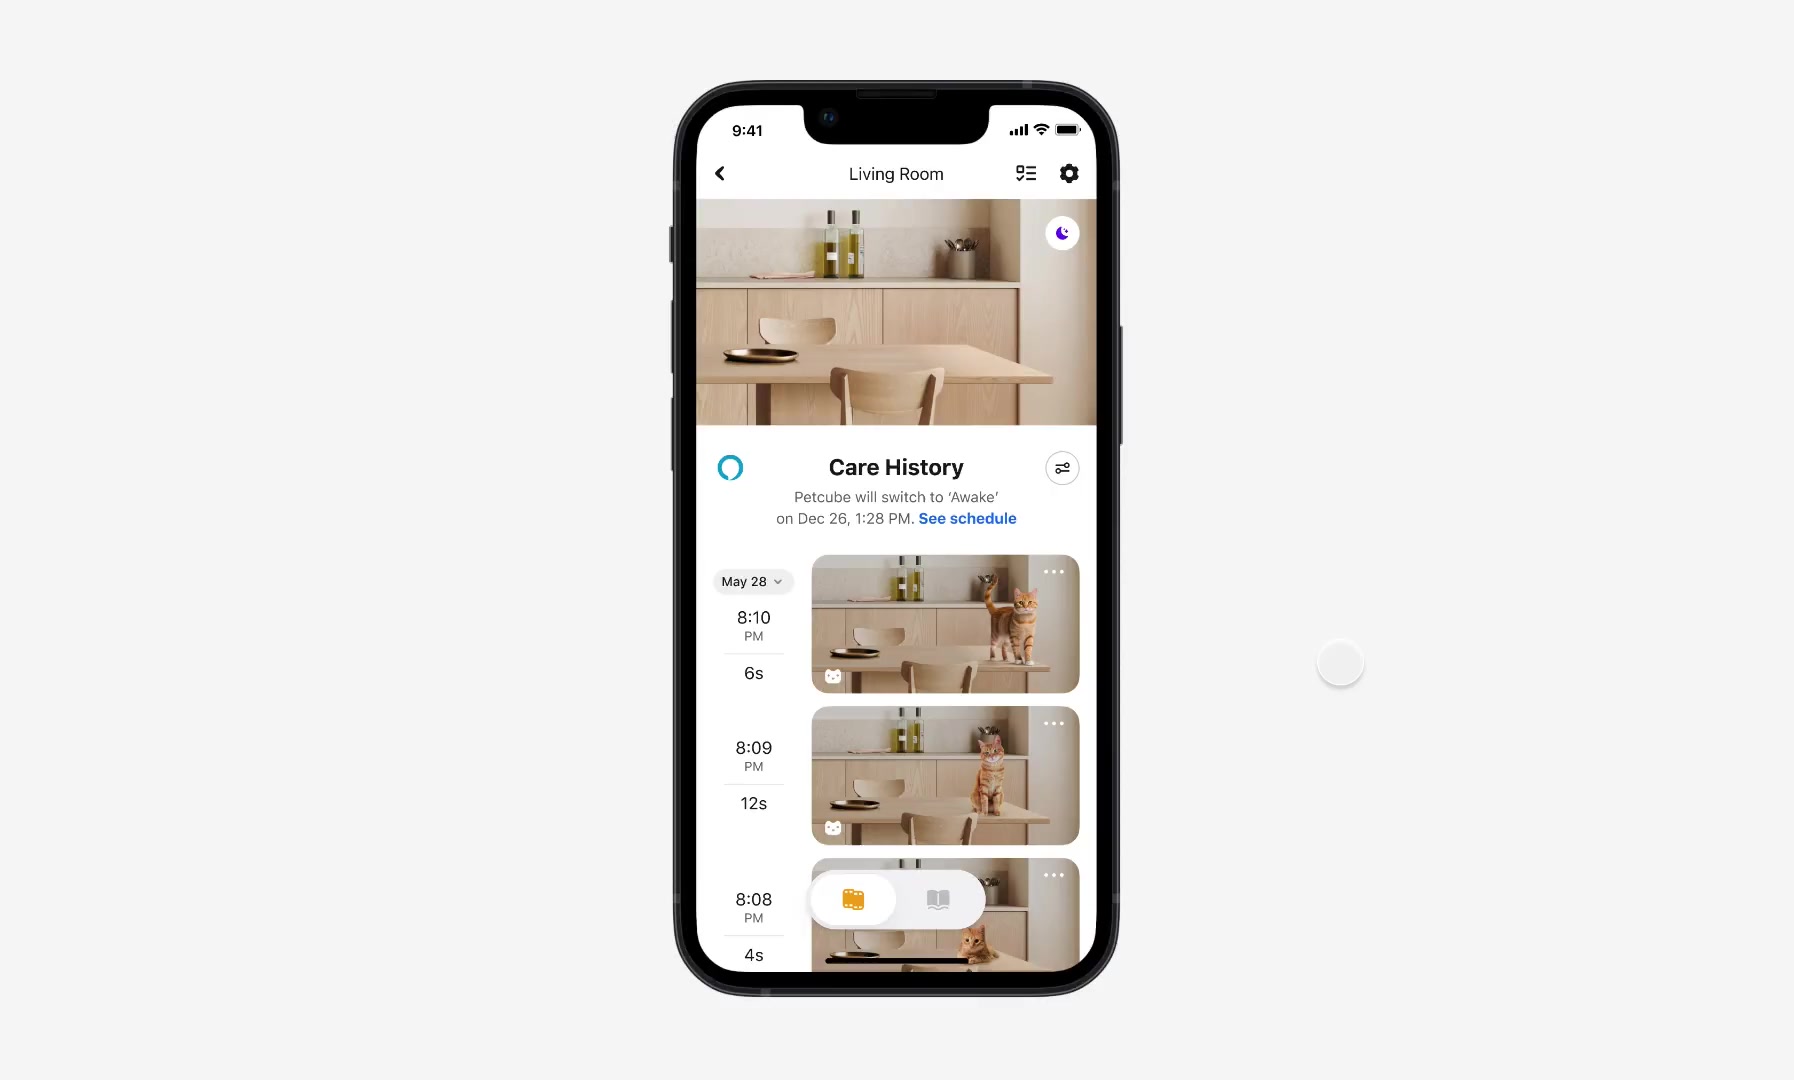 9:41
Living Room
Care History
Petcube will switch to ‘Awake’
on Dec 26, 1:28 PM. See schedule
May 28
8:10
PM
6s
8:09
PM
12s
8:08
PM
4s